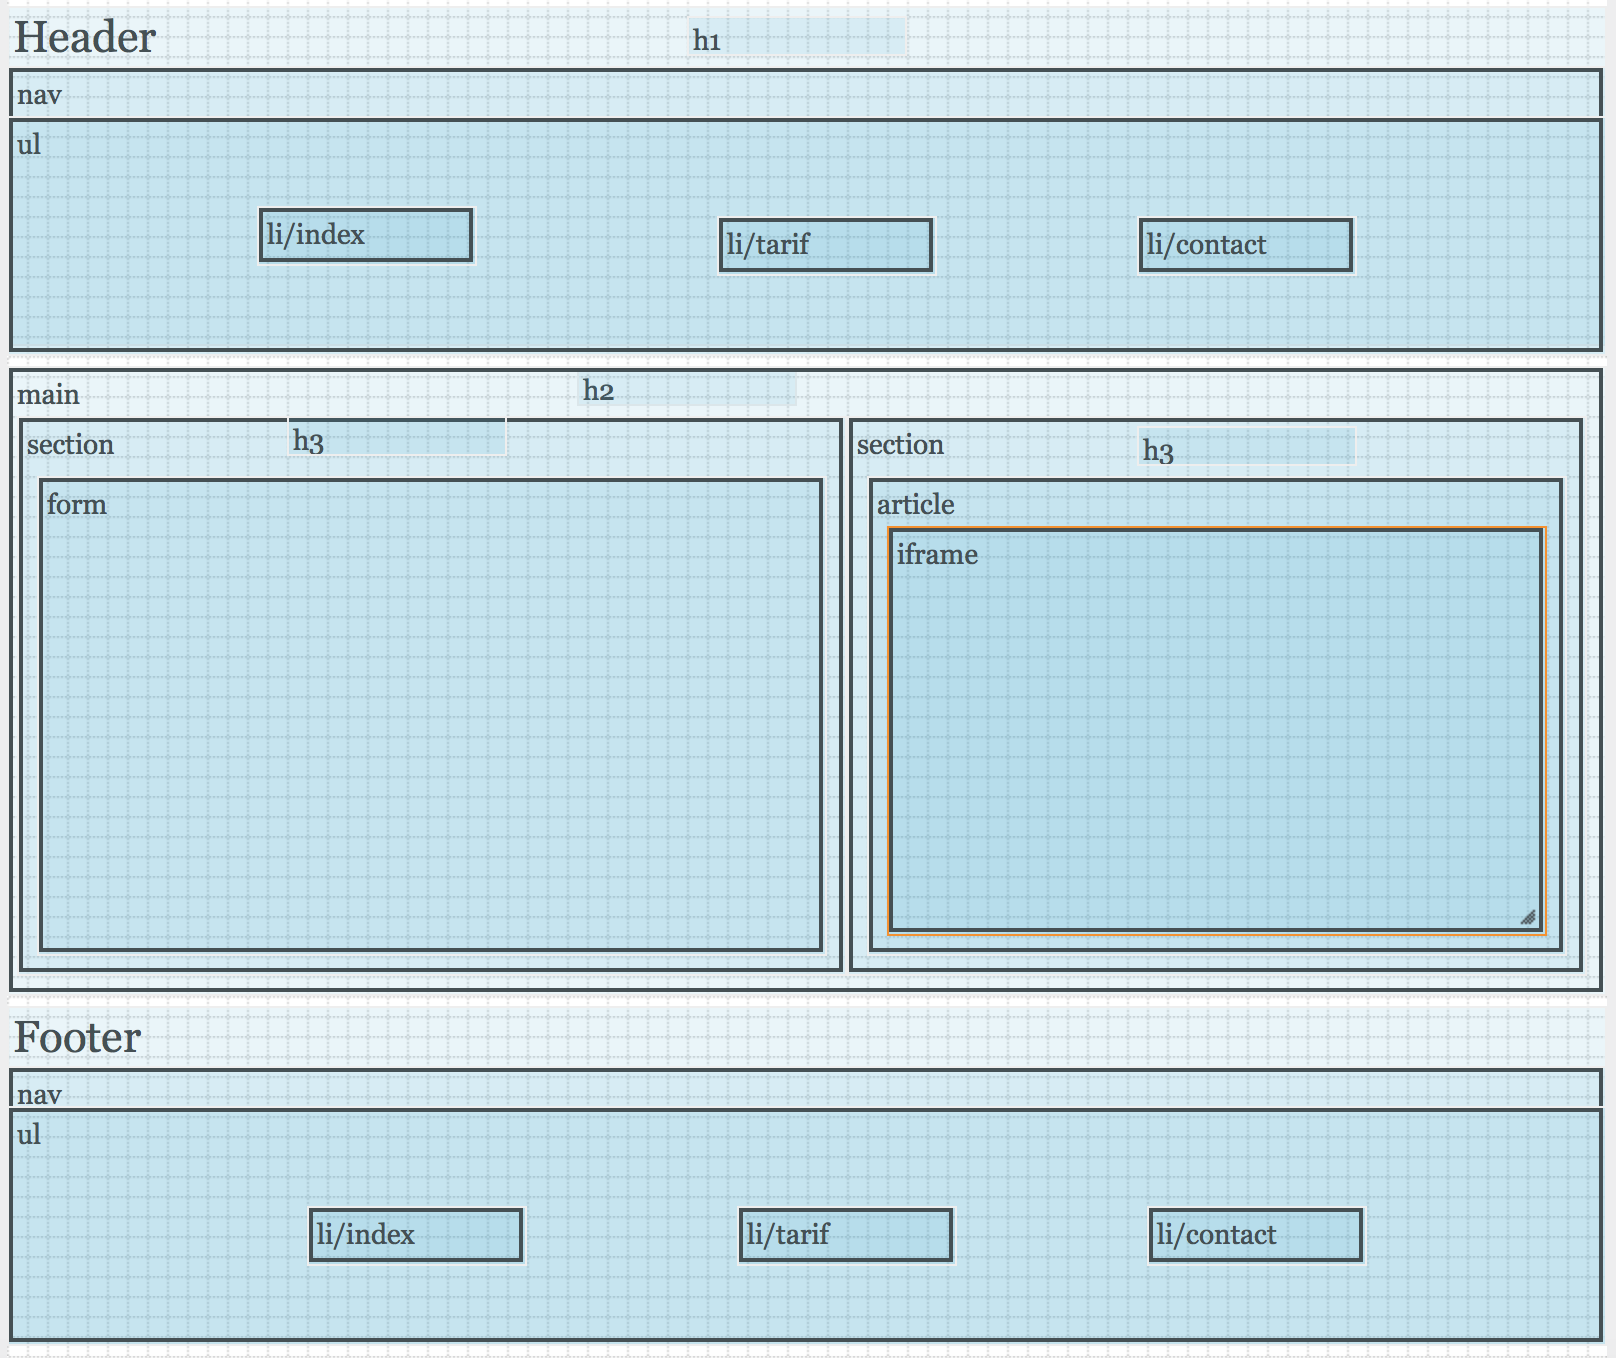 Header
h1
nav
ul
li/index
li/tarif
li/contact
main
h2
section
h3
form
section
h3
article
iframe
Footer
nav
ul
li/index
li/tarif
li/contact